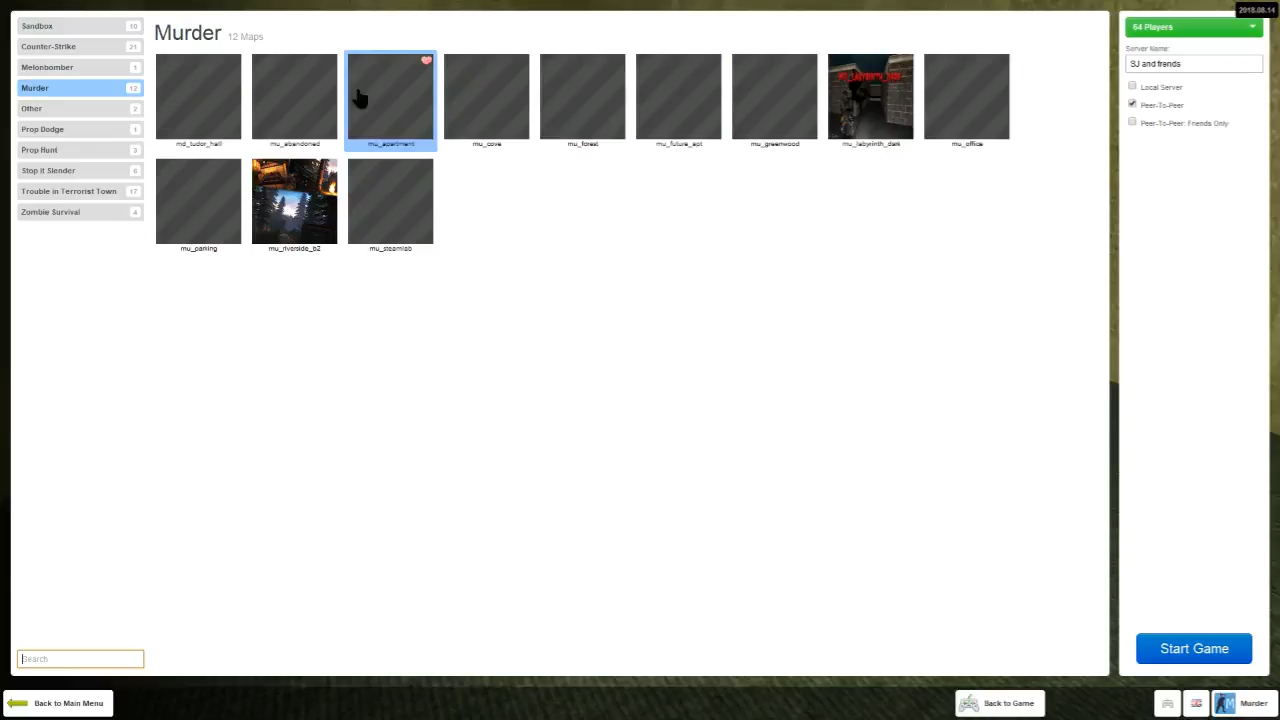 2018.08.14
Sandbox 10
Counter-Strike 21
Melonbomber 1
Murder 12
Other 2
Prop Dodge 1
Prop Hunt 3
Stop it Slender 6
Trouble in Terrorist Town 17
Zombie Survival 4
Murder 12 Maps
md_tudor_hall
mu_abandoned
mu_apartment
mu_cove
mu_forest
mu_future_apt
mu_greenwood
mu_labyrinth_dark
mu_office
mu_parking
mu_riverside_b2
mu_steamlab
64 Players
Server Name:
SJ and frends
Local Server
Peer-To-Peer
Peer-To-Peer: Friends Only
Start Game
Search
Back to Main Menu
Back to Game
Murder